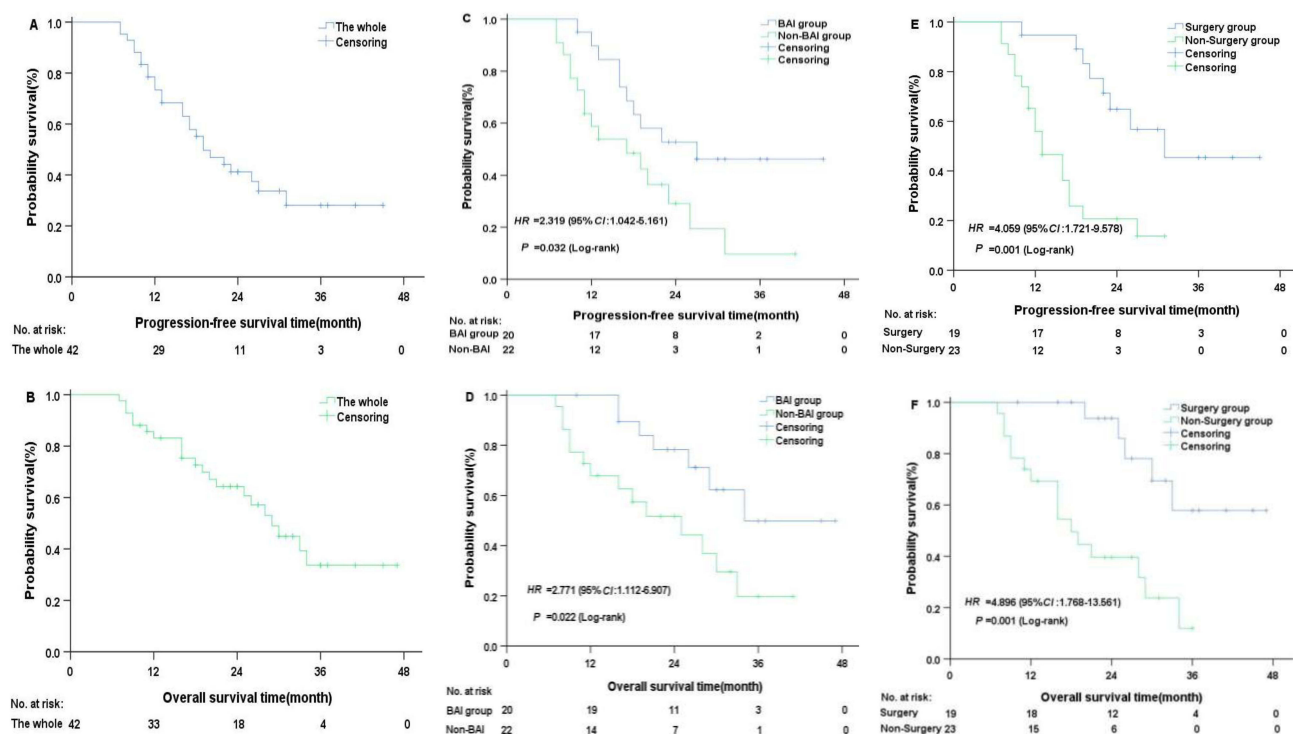 A
The whole
Censoring
Probability survival(%)
1.0
0.8
0.6
0.4
0.2
0.0
0 12 24 36 48
Progression-free survival time(month)
No. at risk:
The whole 42 29 11 3 0
C
BAI group
Non-BAI group
Censoring
Censoring
Probability survival(%)
1.0
0.8
0.6
0.4
0.2
0.0
HR =2.319 (95% CI:1.042-5.161)
P =0.032 (Log-rank)
0 12 24 36 48
Progression-free survival time(month)
No. at risk:
BAI group 20 17 8 2 0
Non-BAI 22 12 3 1 0
E
Surgery group
Non-Surgery group
Censoring
Censoring
Probability survival(%)
1.0
0.8
0.6
0.4
0.2
0.0
HR =4.059 (95% CI:1.721-9.578)
P =0.001 (Log-rank)
0 12 24 36 48
Progression-free survival time(month)
No. at risk:
Surgery 19 17 8 3 0
Non-Surgery 23 12 3 0 0
B
The whole
Censoring
Probability survival(%)
1.0
0.8
0.6
0.4
0.2
0.0
0 12 24 36 48
Overall survival time(month)
No. at risk:
The whole 42 33 18 4 0
D
BAI group
Non-BAI group
Censoring
Censoring
Probability survival(%)
1.0
0.8
0.6
0.4
0.2
0.0
HR =2.771 (95% CI:1.112-6.907)
P =0.022 (Log-rank)
0 12 24 36 48
Overall survival time(month)
No. at risk
BAI group 20 19 11 3 0
Non-BAI 22 14 7 1 0
F
Surgery group
Non-Surgery group
Censoring
Censoring
Probability survival(%)
1.0
0.8
0.6
0.4
0.2
0.0
HR =4.896 (95%CI:1.768-13.561)
P =0.001 (Log-rank)
0 12 24 36 48
Overall survival time(month)
No. at risk:
Surgery 19 18 12 4 0
Non-Surgery 23 15 6 0 0